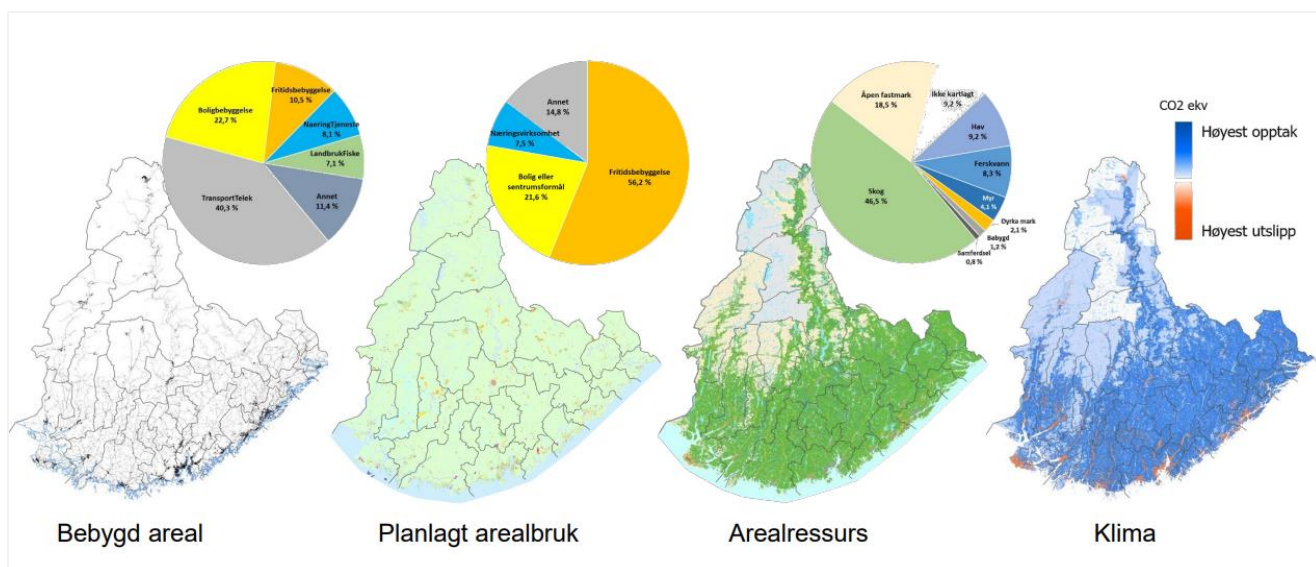 Boligbebyggelse
22,7 %
Fritidsbebyggelse
10,5 %
NæringTjeneste
8,1 %
LandbrukFiske
7,1 %
Annet
11,4 %
TransportTelek
40,3 %
Annet
14,8 %
Næringsvirksomhet
7,5 %
Bolig eller
sentrumsformål
21,6 %
Fritidsbebyggelse
56,2 %
Åpen fastmark
18,5 %
Ikke kartlagt
9,2 %
Hav
9,2 %
Ferskvann
8,3 %
Myr
4,1 %
Dyrka mark
2,1 %
Bebygd
1,2 %
Samferdsel
0,8 %
Skog
46,5 %
CO2 ekv
Høyest opptak
Høyest utslipp
Bebygd areal
Planlagt arealbruk
Arealressurs
Klima